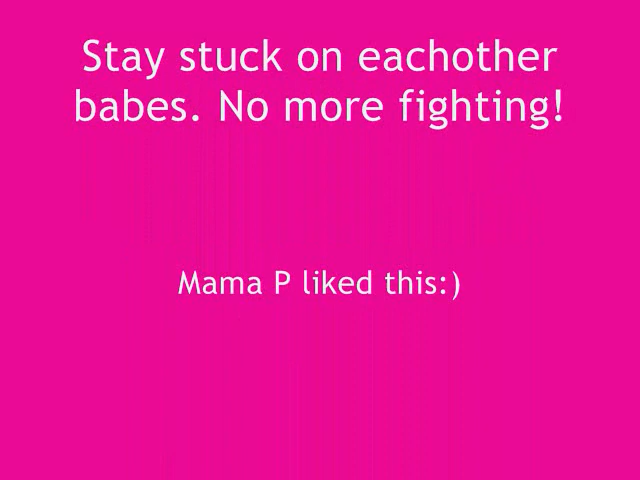 Stay stuck on eachother
babes. No more fighting!
Mama P liked this:)